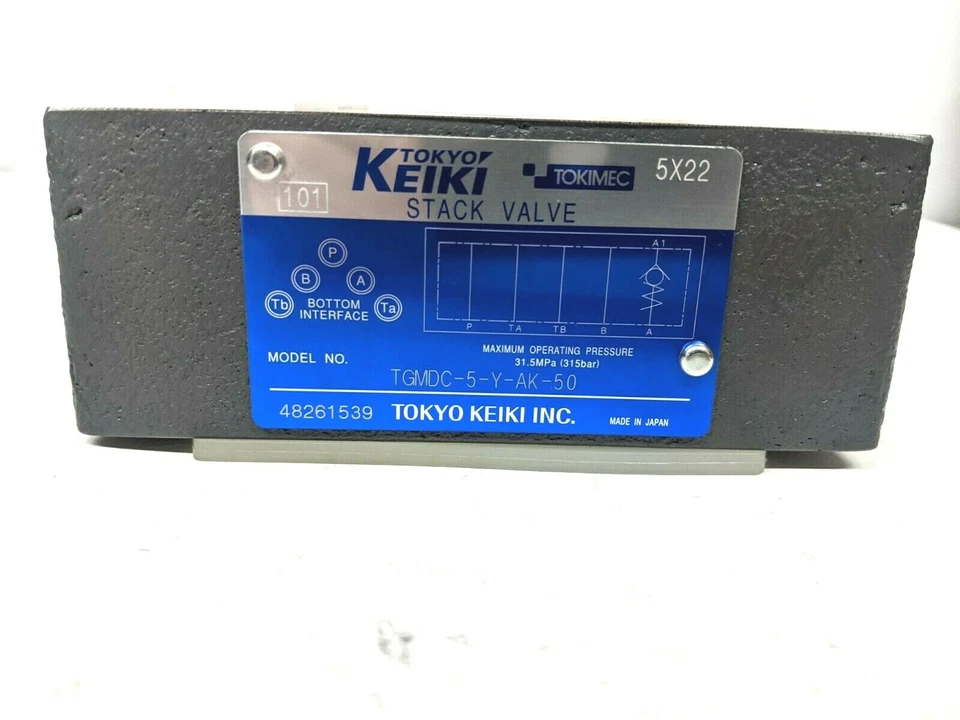 TOKYO KEIKI TOKIMEC 5X22
101
STACK VALVE
P
B A
Tb BOTTOM INTERFACE Ta
A1
P TA TB B A
MAXIMUM OPERATING PRESSURE
31.5MPa (315bar)
MODEL NO. TGMDC-5-Y-AK-50
48261539 TOKYO KEIKI INC. MADE IN JAPAN